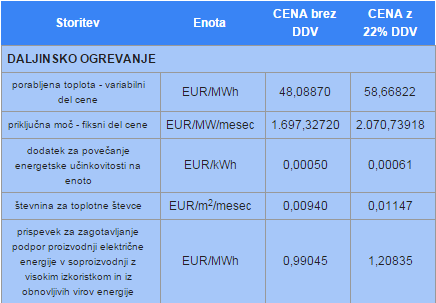 Storitev Enota CENA brez DDV CENA z 22% DDV
DALJINSKO OGREVANJE
porabljena toplota - variabilni
del cene
EUR/MWh 48,08870 58,66822
priključna moč - fiksni del cene EUR/MW/mesec 1.697,32720 2.070,73918
dodatek za povečanje
energetske učinkovitosti na
enoto
EUR/kWh 0,00050 0,00061
števnina za toplotne števce EUR/m²/mesec 0,00940 0,01147
prispevek za zagotavljanje
podpor proizvodnji električne
energije v soproizvodnji z
visokim izkoristkom in iz
obnovljivih virov energije
EUR/MWh 0,99045 1,20835